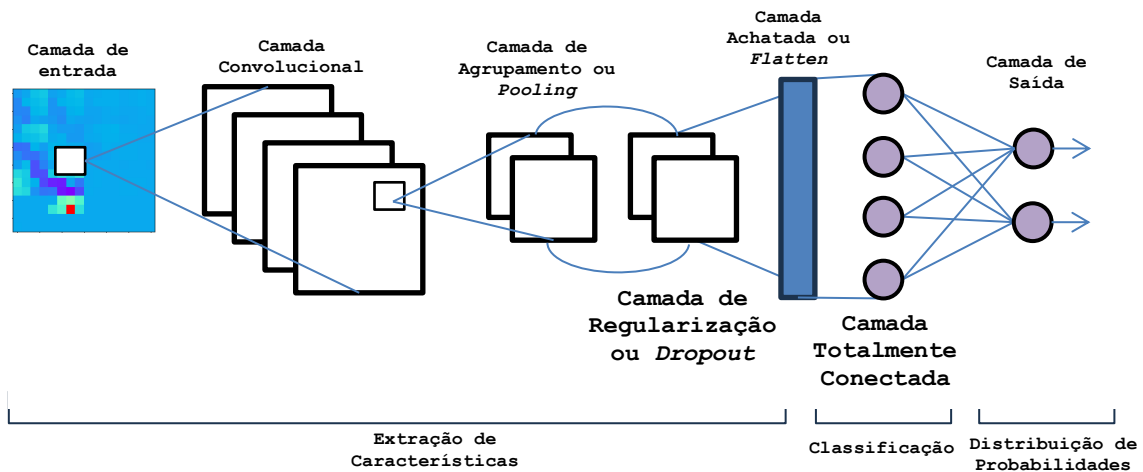 Camada de
entrada
Camada
Convolucional
Camada de
Agrupamento ou
Pooling
Camada
Achatada ou
Flatten
Camada de
Saída
Camada de
Regularização
ou Dropout
Camada
Totalmente
Conectada
Extração de
Características
Classificação
Distribuição de
Probabilidades